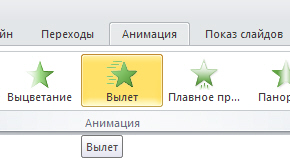 йн Переходы Анимация Показ слайдов
Выцветание Вылет Плавное пр... Панор
Анимация
Вылет